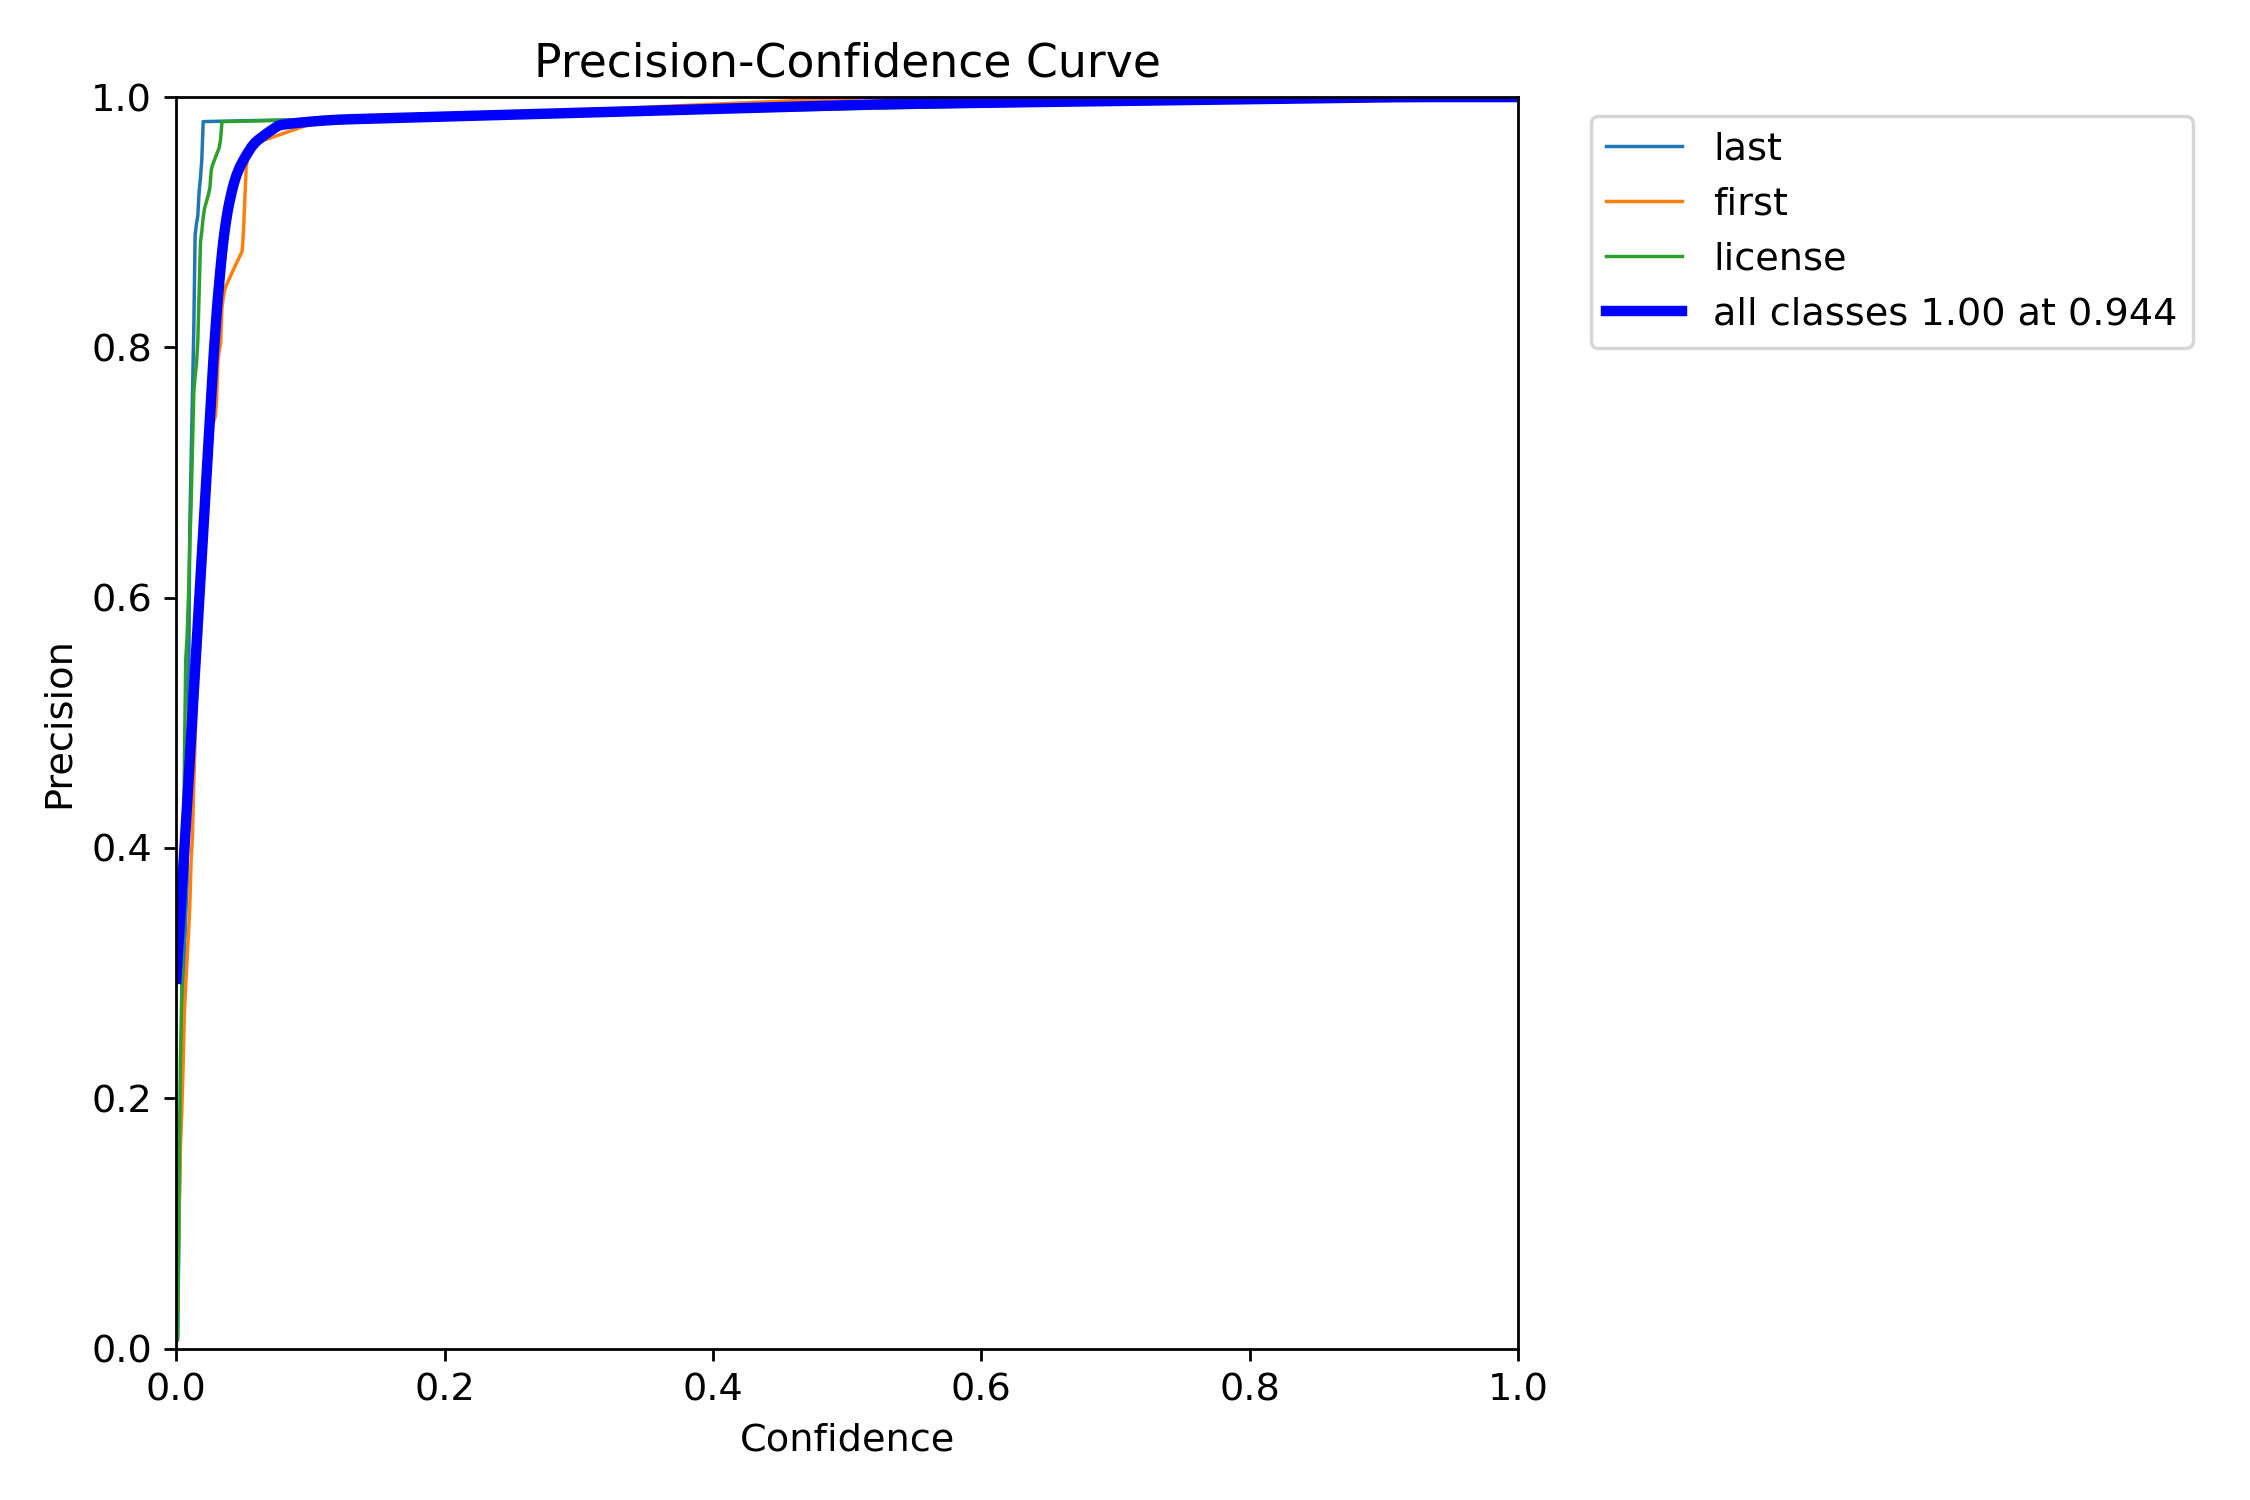 Precision-Confidence Curve
1.0
0.8
0.6
0.4
0.2
0.0
Precision
0.0 0.2 0.4 0.6 0.8 1.0
Confidence
last
first
license
all classes 1.00 at 0.944